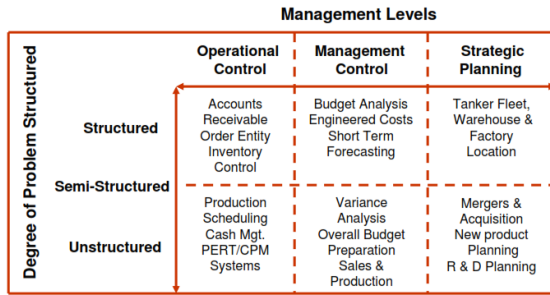 Management Levels
Degree of Problem Structured
Operational
Control
Management
Control
Strategic
Planning
Structured
Accounts
Receivable
Order Entity
Inventory
Control
Budget Analysis
Engineered Costs
Short Term
Forecasting
Tanker Fleet,
Warehouse &
Factory
Location
Semi-Structured
Unstructured
Production
Scheduling
Cash Mgt.
PERT/CPM
Systems
Variance
Analysis
Overall Budget
Preparation
Sales &
Production
Mergers &
Acquisition
New product
Planning
R & D Planning